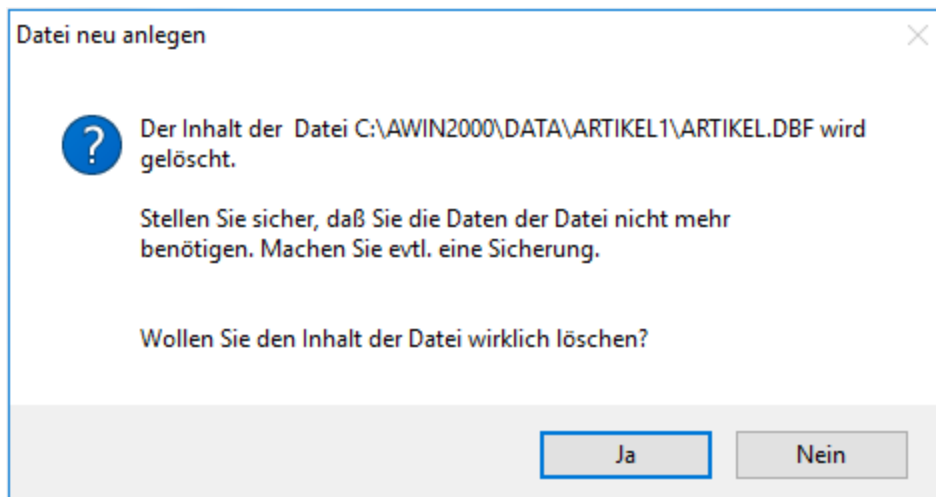 Datei neu anlegen
?
Der Inhalt der  Datei C:\AWIN2000\DATA\ARTIKEL1\ARTIKEL.DBF wird
gelöscht.
Stellen Sie sicher, daß Sie die Daten der Datei nicht mehr
benötigen. Machen Sie evtl. eine Sicherung.
Wollen Sie den Inhalt der Datei wirklich löschen?
Ja
Nein